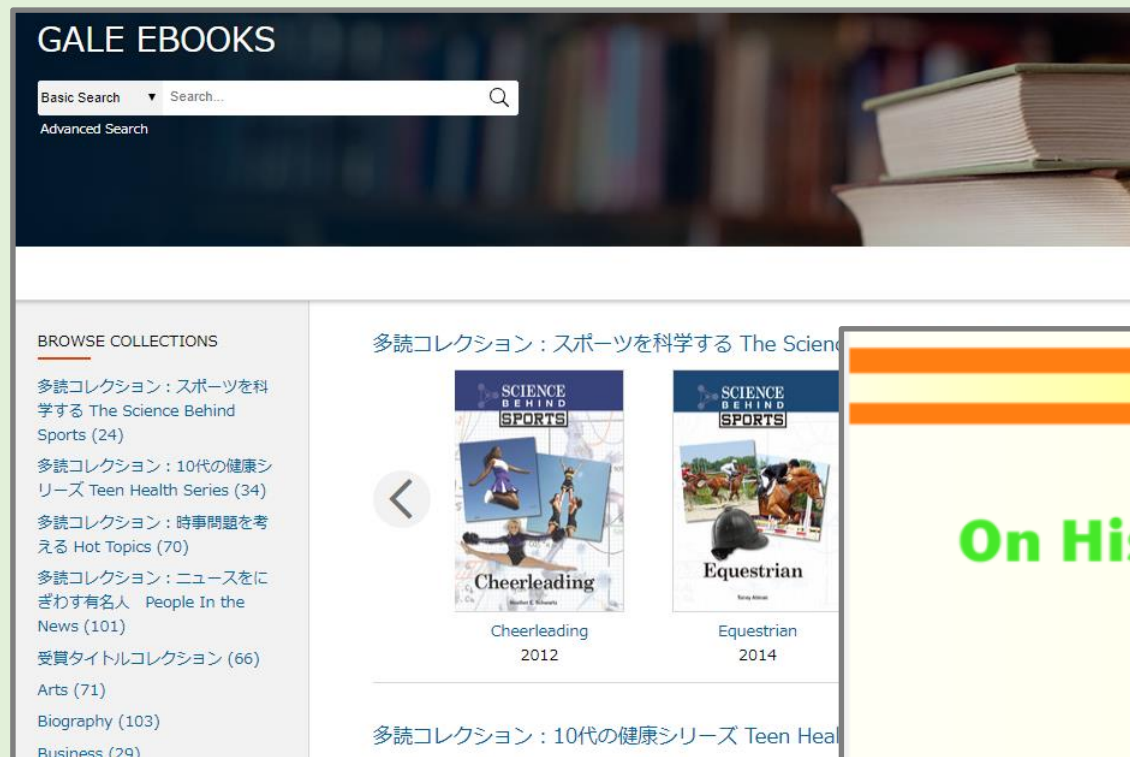 GALE EBOOKS
Basic Search ▼ Search...
Advanced Search
BROWSE COLLECTIONS
多読コレクション：スポーツを科
学する The Science Behind
Sports (24)
多読コレクション：10代の健康シ
リーズ Teen Health Series (34)
多読コレクション：時事問題を考
える Hot Topics (70)
多読コレクション：ニュースをに
ぎわす有名人　People In the
News (101)
受賞タイトルコレクション (66)
Arts (71)
Biography (103)
Business (29)
多読コレクション：スポーツを科学する The Scienc
SCIENCE
BEHIND
SPORTS
Cheerleading
Heather E. Schwartz
Cheerleading
2012
SCIENCE
BEHIND
SPORTS
Equestrian
Toney Allman
Equestrian
2014
多読コレクション：10代の健康シリーズ Teen Heal
On His